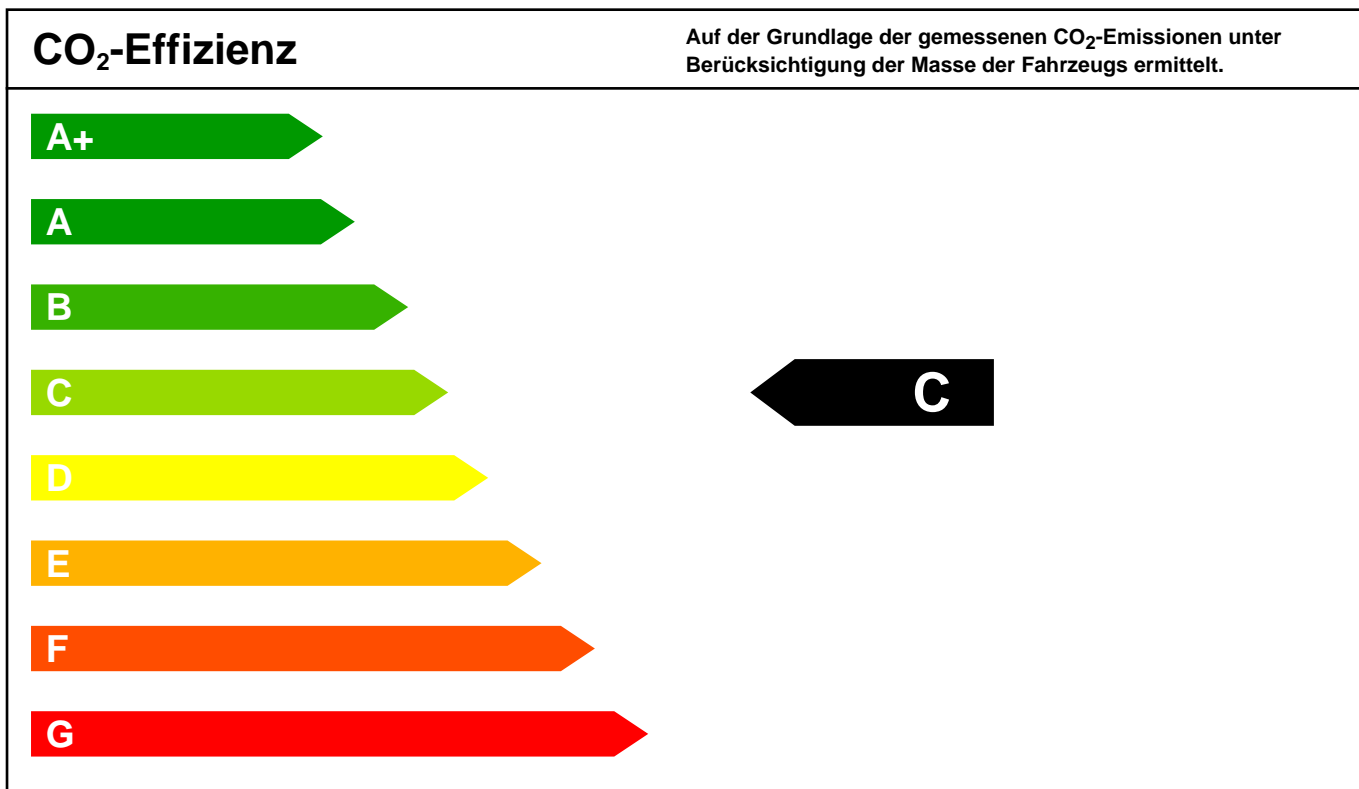 CO₂-Effizienz
Auf der Grundlage der gemessenen CO₂-Emissionen unter
Berücksichtigung der Masse der Fahrzeugs ermittelt.
A+
A
B
C
C
D
E
F
G